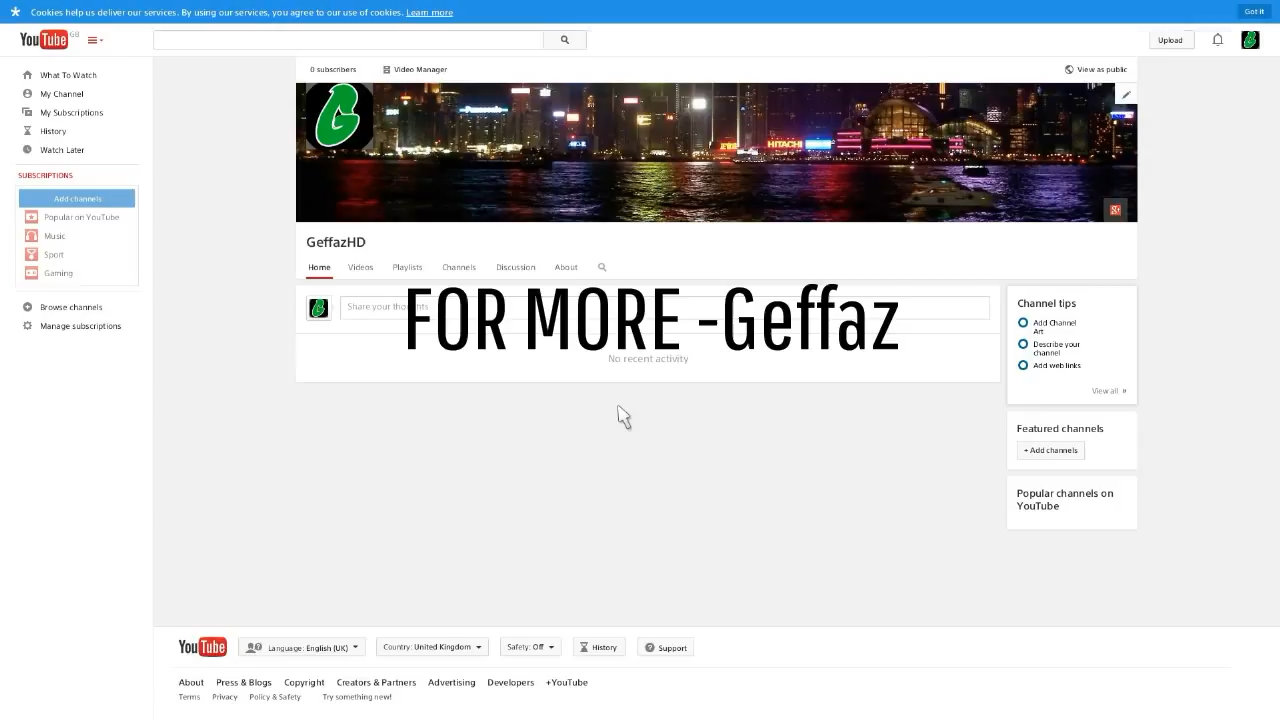 Cookies help us deliver our services. By using our services, you agree to our use of cookies. Learn more
Got it
YouTube GB
Upload
What To Watch
My Channel
My Subscriptions
History
Watch Later
SUBSCRIPTIONS
Add channels
Popular on YouTube
Music
Sport
Gaming
Browse channels
Manage subscriptions
0 subscribers
Video Manager
View as public
Panasonic
HITACHI
GeffazHD
Home Videos Playlists Channels Discussion About
Share your thoughts
FOR MORE -Geffaz
No recent activity
Channel tips
Add Channel
Art
Describe your
channel
Add web links
View all »
Featured channels
+ Add channels
Popular channels on
YouTube
YouTube
Language: English (UK)
Country: United Kingdom
Safety: Off
History
Support
About Press & Blogs Copyright Creators & Partners Advertising Developers +YouTube
Terms Privacy Policy & Safety Try something new!